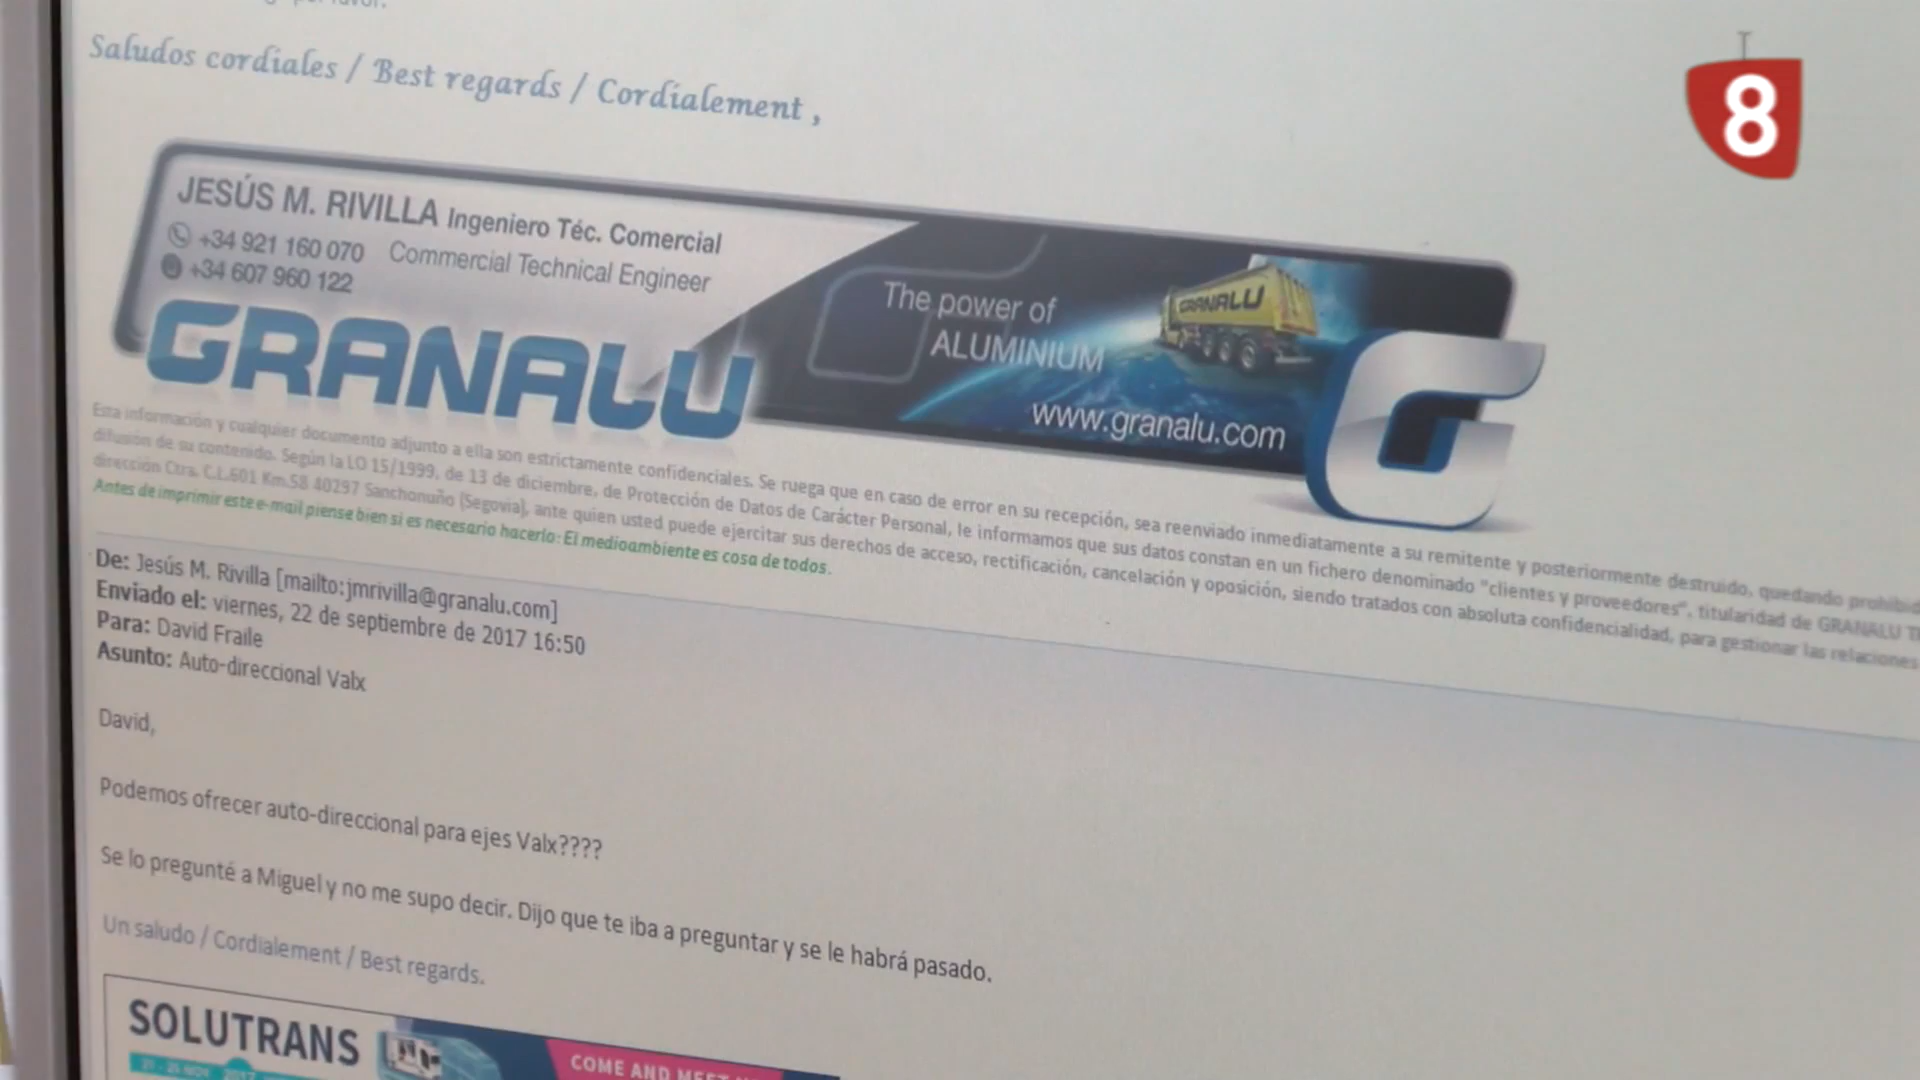 por favor.
Saludos cordiales / Best regards / Cordialement ,
8
JESÚS M. RIVILLA Ingeniero Téc. Comercial
+34 921 160 070 Commercial Technical Engineer
+34 607 960 122
GRANALU
The power of
ALUMINIUM
GRANALU
www.granalu.com
G
Esta información y cualquier documento adjunto a ella son estrictamente confidenciales. Se ruega que en caso de error en su recepción, sea reenviado inmediatamente a su remitente y posteriormente destruido, quedando prohibid
difusión de su contenido. Según la LO 15/1999, de 13 de diciembre, de Protección de Datos de Carácter Personal, le informamos que sus datos constan en un fichero denominado "clientes y proveedores", titularidad de GRANALU T
dirección Ctra. C.L.601 Km.58 40297 Sanchonuño (Segovia), ante quien usted puede ejercitar sus derechos de acceso, rectificación, cancelación y oposición, siendo tratados con absoluta confidencialidad, para gestionar las relaciones
Antes de imprimir este e-mail piense bien si es necesario hacerlo: El medioambiente es cosa de todos.
De: Jesús M. Rivilla [mailto:jmrivilla@granalu.com]
Enviado el: viernes, 22 de septiembre de 2017 16:50
Para: David Fraile
Asunto: Auto-direccional Valx
David,
Podemos ofrecer auto-direccional para ejes Valx????
Se lo pregunté a Miguel y no me supo decir. Dijo que te iba a preguntar y se le habrá pasado.
Un saludo / Cordialement / Best regards.
SOLUTRANS
NOV 2017
COME AND MEET